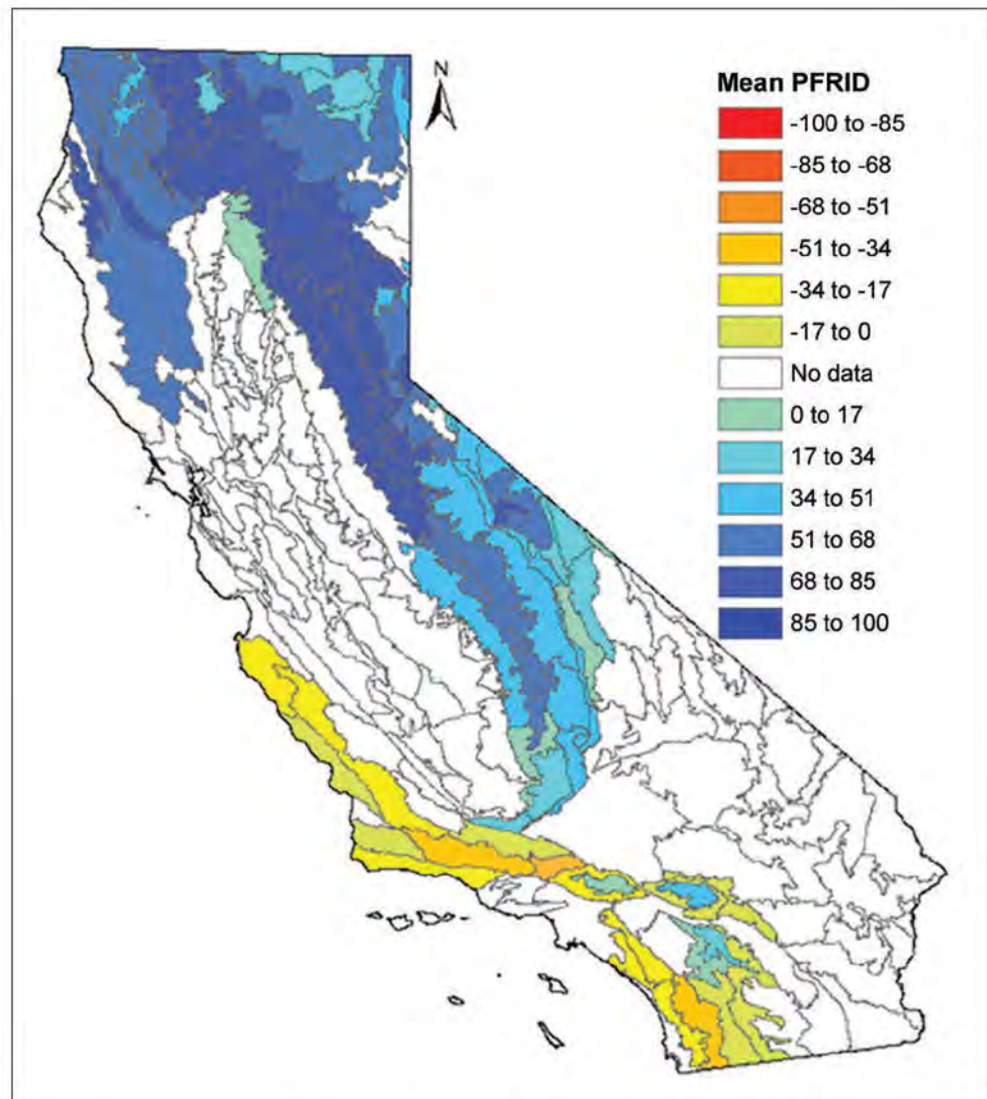 N
Mean PFRID
-100 to -85
-85 to -68
-68 to -51
-51 to -34
-34 to -17
-17 to 0
No data
0 to 17
17 to 34
34 to 51
51 to 68
68 to 85
85 to 100